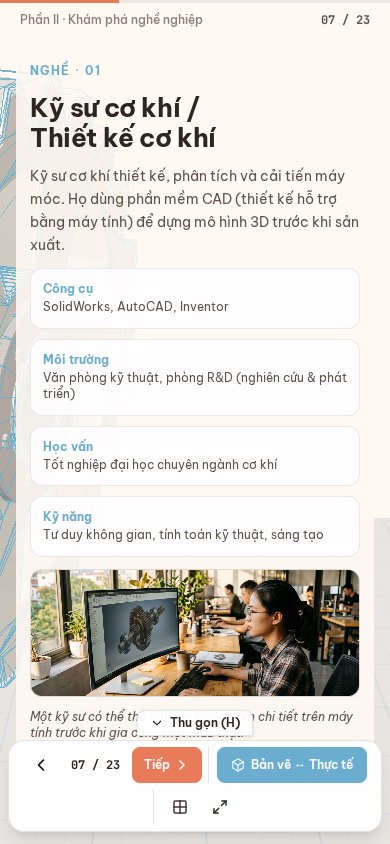 Phần II · Khám phá nghề nghiệp
07 / 23
NGHỀ · 01
Kỹ sư cơ khí /
Thiết kế cơ khí
Kỹ sư cơ khí thiết kế, phân tích và cải tiến máy
móc. Họ dùng phần mềm CAD (thiết kế hỗ trợ
bằng máy tính) để dựng mô hình 3D trước khi sản
xuất.
Công cụ
SolidWorks, AutoCAD, Inventor
Môi trường
Văn phòng kỹ thuật, phòng R&D (nghiên cứu & phát
triển)
Học vấn
Tốt nghiệp đại học chuyên ngành cơ khí
Kỹ năng
Tư duy không gian, tính toán kỹ thuật, sáng tạo
Một kỹ sư có thể chi tiết trên máy
tính trước khi gia
Thu gọn (H)
07 / 23
Tiếp
Bản vẽ ↔ Thực tế